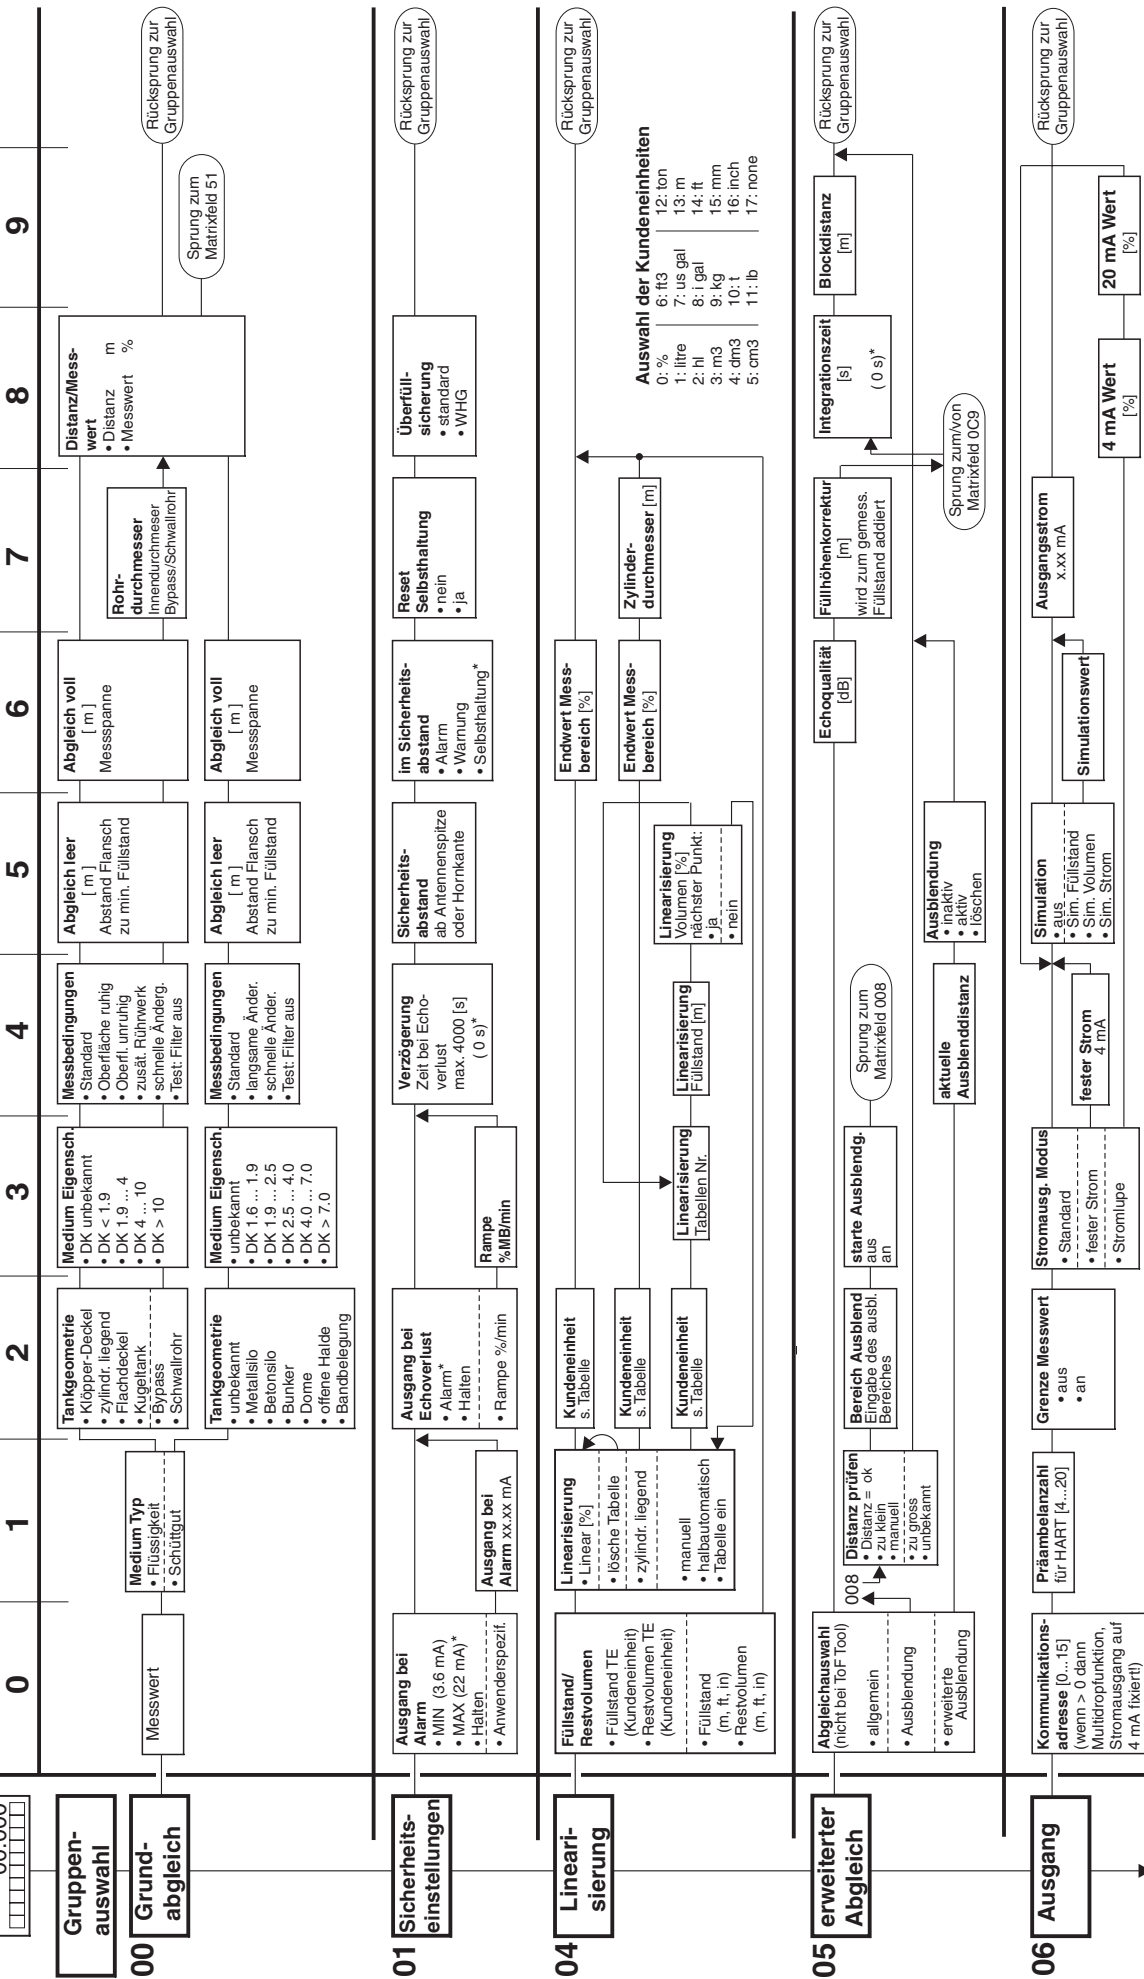 0
1
2
3
4
5
6
7
8
9
Gruppen-
auswahl
00
Grund-
abgleich
Messwert
Medium Typ
• Flüssigkeit
• Schüttgut
Tankgeometrie
• Klöpper-Deckel
• zylindr. liegend
• Flachdeckel
• Kugeltank
• Bypass
• Schwallrohr
Medium Eigensch.
• DK unbekannt
• DK < 1.9
• DK 1.9 ... 4
• DK 4 ... 10
• DK > 10
Messbedingungen
• Standard
• Oberfläche ruhig
• Oberfl. unruhig
• zusät. Rührwerk
• schnelle Änderg.
• Test: Filter aus
Abgleich leer
[ m ]
Abstand Flansch
zu min. Füllstand
Abgleich voll
[ m ]
Messspanne
Rohr-
durchmesser
Innendurchmeser
Bypass/Schwallrohr
Distanz/Mess-
wert
• Distanz m
• Messwert %
Rücksprung zur
Gruppenauswahl
Sprung zum
Matrixfeld 51
Tankgeometrie
• unbekannt
• Metallsilo
• Betonsilo
• Bunker
• Dome
• offene Halde
• Bandbelegung
Medium Eigensch.
• unbekannt
• DK 1.6 ... 1.9
• DK 1.9 ... 2.5
• DK 2.5 ... 4.0
• DK 4.0 ... 7.0
• DK > 7.0
Messbedingungen
• Standard
• langsame Änder.
• schnelle Änder.
• Test: Filter aus
Abgleich leer
[ m ]
Abstand Flansch
zu min. Füllstand
Abgleich voll
[ m ]
Messspanne
01
Sicherheits-
einstellungen
Ausgang bei
Alarm
• MIN (3.6 mA)
• MAX (22 mA)*
• Halten
• Anwenderspezif.
Ausgang bei
Alarm xx.xx mA
Ausgang bei
Echoverlust
• Alarm*
• Halten
• Rampe %/min
Rampe
%MB/min
Verzögerung
Zeit bei Echo-
verlust
max. 4000 [s]
( 0 s)*
Sicherheits-
abstand
ab Antennenspitze
oder Hornkante
im Sicherheits-
abstand
• Alarm
• Warnung
• Selbsthaltung*
Reset
Selbsthaltung
• nein
• ja
Überfüll-
sicherung
• standard
• WHG
Rücksprung zur
Gruppenauswahl
04
Lineari-
sierung
Füllstand/
Restvolumen
• Füllstand TE
(Kundeneinheit)
• Restvolumen TE
(Kundeneinheit)
• Füllstand
(m, ft, in)
• Restvolumen
(m, ft, in)
Linearisierung
• Linear [%]
• lösche Tabelle
• zylindr. liegend
• manuell
• halbautomatisch
• Tabelle ein
Kundeneinheit
s. Tabelle
Kundeneinheit
s. Tabelle
Kundeneinheit
s. Tabelle
Linearisierung
Tabellen Nr.
Linearisierung
Füllstand [m]
Linearisierung
Volumen [%]
nächster Punkt:
• ja
• nein
Endwert Mess-
bereich [%]
Endwert Mess-
bereich [%]
Zylinder-
durchmesser [m]
Auswahl der Kundeneinheiten
0: % 6: ft3 12: ton
1: litre 7: us gal 13: m
2: hl 8: i gal 14: ft
3: m3 9: kg 15: mm
4: dm3 10: t 16: inch
5: cm3 11: lb 17: none
Rücksprung zur
Gruppenauswahl
05
erweiterter
Abgleich
Abgleichauswahl
(nicht bei ToF Tool)
• allgemein
• Ausblendung
• erweiterte
Ausblendung
008
Distanz prüfen
• Distanz = ok
• zu klein
• manuell
• zu gross
• unbekannt
Bereich Ausblend
Eingabe des ausbl.
Bereiches
starte Ausblendg.
aus
an
Sprung zum
Matrixfeld 008
aktuelle
Ausblenddistanz
Ausblendung
• inaktiv
• aktiv
• löschen
Echoqualität
[dB]
Füllhöhenkorrektur
[m]
wird zum gemess.
Füllstand addiert
Sprung zum/von
Matrixfeld 0C9
Integrationszeit
[s]
( 0 s)*
Blockdistanz
[m]
Rücksprung zur
Gruppenauswahl
06
Ausgang
Kommunikations-
adresse [0...15]
(wenn > 0 dann
Multidropfunktion,
Stromausgang auf
4 mA fixiert!)
Präambelanzahl
für HART [4...20]
Grenze Messwert
• aus
• an
Stromausg. Modus
• Standard
• fester Strom
• Stromlupe
fester Strom
4 mA
Simulation
• aus
• Sim. Füllstand
• Sim. Volumen
• Sim. Strom
Simulationswert
Ausgangsstrom
x.xx mA
4 mA Wert
[%]
20 mA Wert
[%]
Rücksprung zur
Gruppenauswahl